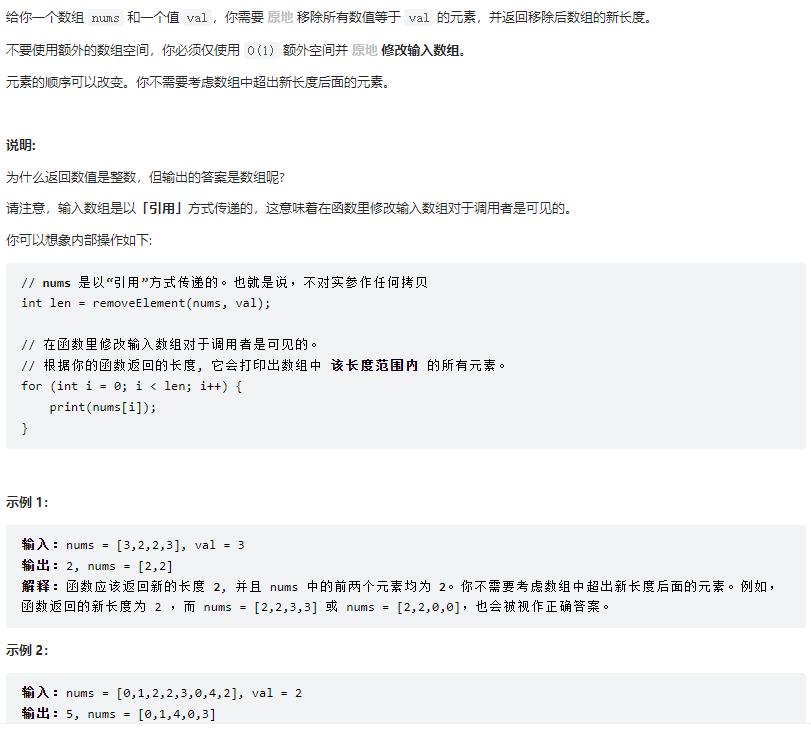 给你一个数组 nums 和一个值 val，你需要 原地 移除所有数值等于 val 的元素，并返回移除后数组的新长度。
不要使用额外的数组空间，你必须仅使用 O(1) 额外空间并 原地 修改输入数组。
元素的顺序可以改变。你不需要考虑数组中超出新长度后面的元素。
说明:
为什么返回数值是整数，但输出的答案是数组呢?
请注意，输入数组是以「引用」方式传递的，这意味着在函数里修改输入数组对于调用者是可见的。
你可以想象内部操作如下:
// nums 是以“引用”方式传递的。也就是说，不对实参作任何拷贝
int len = removeElement(nums, val);
// 在函数里修改输入数组对于调用者是可见的。
// 根据你的函数返回的长度, 它会打印出数组中 该长度范围内 的所有元素。
for (int i = 0; i < len; i++) {
    print(nums[i]);
}
示例 1：
输入：nums = [3,2,2,3], val = 3
输出：2, nums = [2,2]
解释：函数应该返回新的长度 2, 并且 nums 中的前两个元素均为 2。你不需要考虑数组中超出新长度后面的元素。例如，
函数返回的新长度为 2 ，而 nums = [2,2,3,3] 或 nums = [2,2,0,0]，也会被视作正确答案。
示例 2：
输入：nums = [0,1,2,2,3,0,4,2], val = 2
输出：5, nums = [0,1,4,0,3]